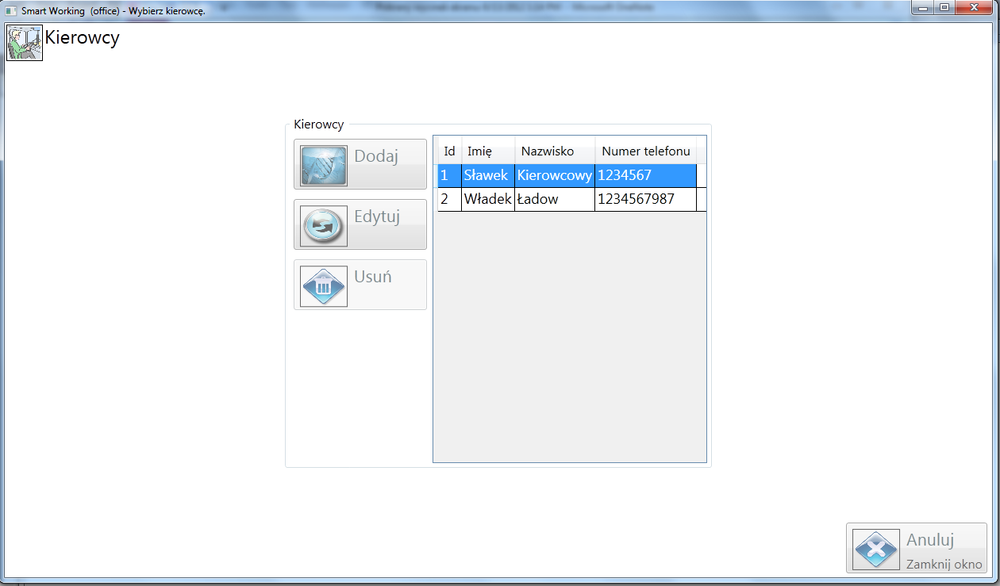 Smart Working (office) - Wybierz kierowcę.
Kierowcy
Kierowcy
Dodaj
Edytuj
Usuń
Id Imię Nazwisko Numer telefonu
1 Sławek Kierowcowy 1234567
2 Władek Ładow 1234567987
Anuluj
Zamknij okno